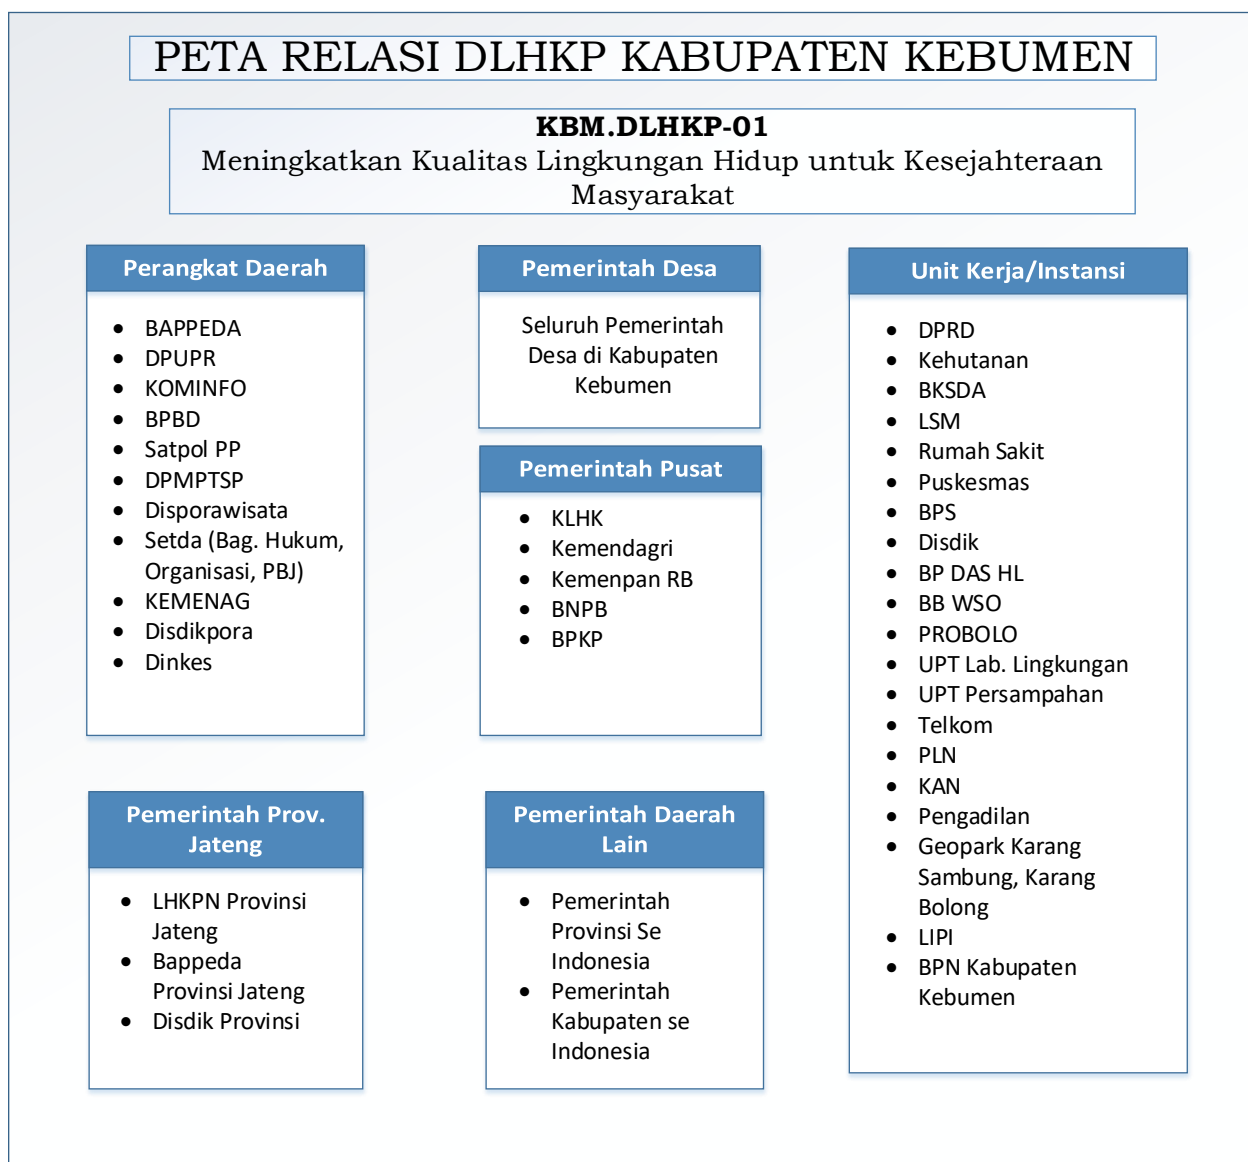 PETA RELASI DLHKP KABUPATEN KEBUMEN
KBM.DLHKP-01
Meningkatkan Kualitas Lingkungan Hidup untuk Kesejahteraan
Masyarakat
Perangkat Daerah
• BAPPEDA
• DPUPR
• KOMINFO
• BPBD
• Satpol PP
• DPMPTSP
• Disporawisata
• Setda (Bag. Hukum,
Organisasi, PBJ)
• KEMENAG
• Disdikpora
• Dinkes
Pemerintah Desa
Seluruh Pemerintah
Desa di Kabupaten
Kebumen
Pemerintah Pusat
• KLHK
• Kemendagri
• Kemenpan RB
• BNPB
• BPKP
Unit Kerja/Instansi
• DPRD
• Kehutanan
• BKSDA
• LSM
• Rumah Sakit
• Puskesmas
• BPS
• Disdik
• BP DAS HL
• BB WSO
• PROBOLO
• UPT Lab. Lingkungan
• UPT Persampahan
• Telkom
• PLN
• KAN
• Pengadilan
• Geopark Karang
Sambung, Karang
Bolong
• LIPI
• BPN Kabupaten
Kebumen
Pemerintah Prov.
Jateng
• LHKPN Provinsi
Jateng
• Bappeda
Provinsi Jateng
• Disdik Provinsi
Pemerintah Daerah
Lain
• Pemerintah
Provinsi Se
Indonesia
• Pemerintah
Kabupaten se
Indonesia